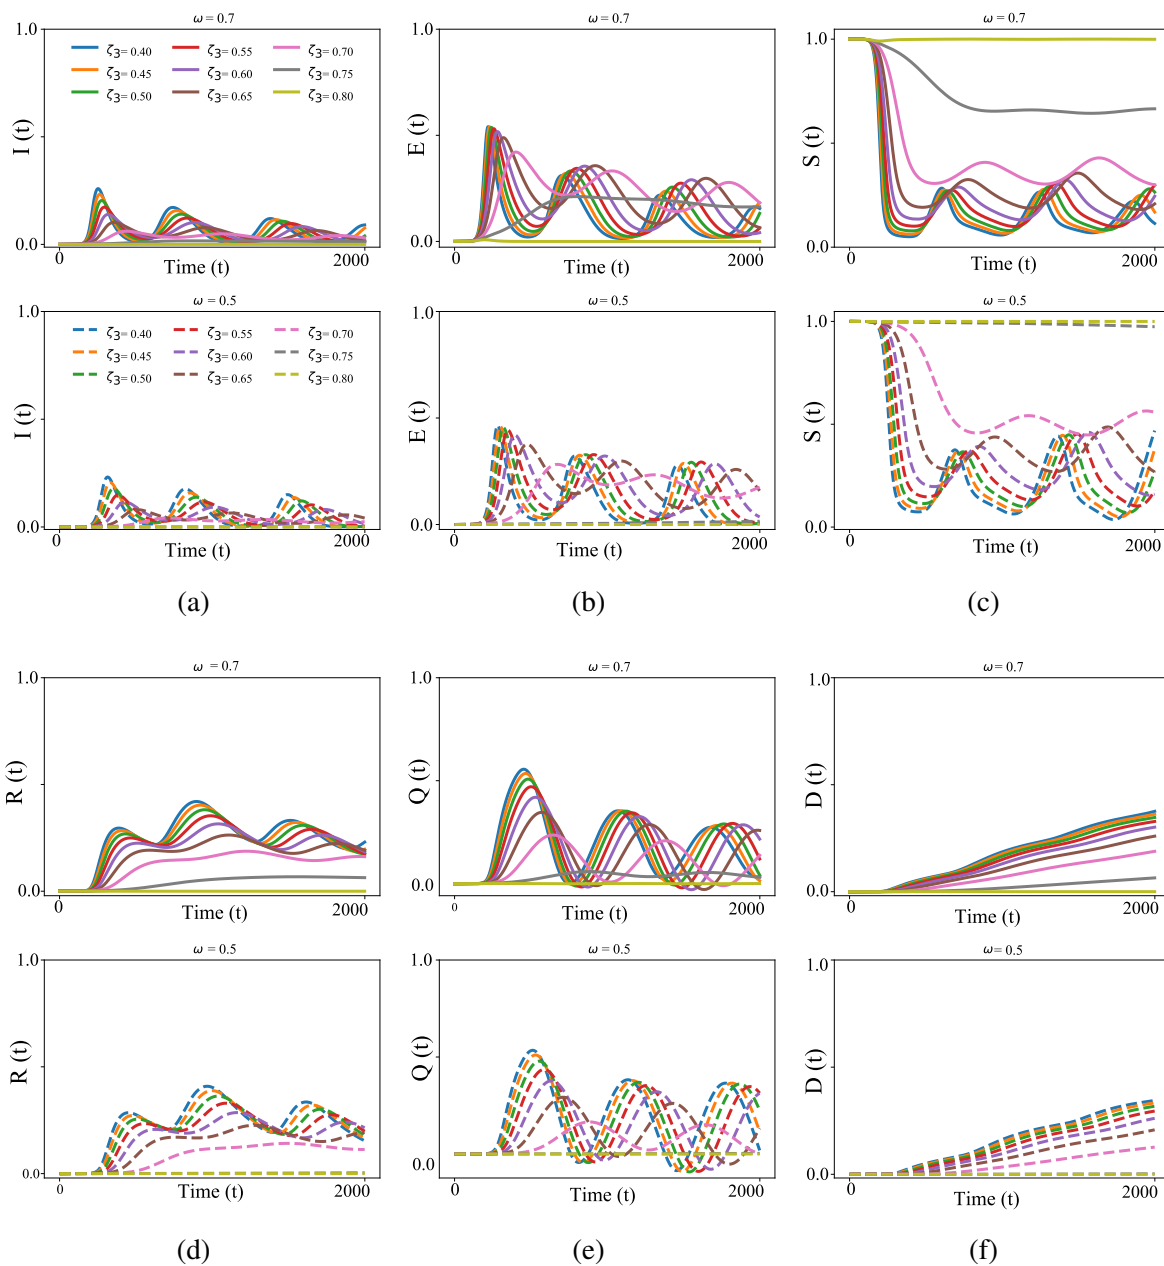 ω = 0.7
1.0
I (t)
0.0
ζ3= 0.40
ζ3= 0.55
ζ3= 0.70
ζ3= 0.45
ζ3= 0.60
ζ3= 0.75
ζ3= 0.50
ζ3= 0.65
ζ3= 0.80
0
Time (t)
2000
ω = 0.7
1.0
E (t)
0.0
0
Time (t)
2000
ω = 0.7
1.0
S (t)
0.0
0
Time (t)
2000
ω = 0.5
1.0
I (t)
0.0
ζ3= 0.40
ζ3= 0.55
ζ3= 0.70
ζ3= 0.45
ζ3= 0.60
ζ3= 0.75
ζ3= 0.50
ζ3= 0.65
ζ3= 0.80
0
Time (t)
2000
ω = 0.5
1.0
E (t)
0.0
0
Time (t)
2000
ω = 0.5
1.0
S (t)
0.0
0
Time (t)
2000
(a)
(b)
(c)
ω = 0.7
1.0
R (t)
0.0
0
Time (t)
2000
ω = 0.7
1.0
Q (t)
0.0
0
Time (t)
2000
ω = 0.7
1.0
D (t)
0.0
0
Time (t)
2000
ω = 0.5
1.0
R (t)
0.0
0
Time (t)
2000
ω = 0.5
1.0
Q (t)
0.0
0
Time (t)
2000
ω = 0.5
1.0
D (t)
0.0
0
Time (t)
2000
(d)
(e)
(f)